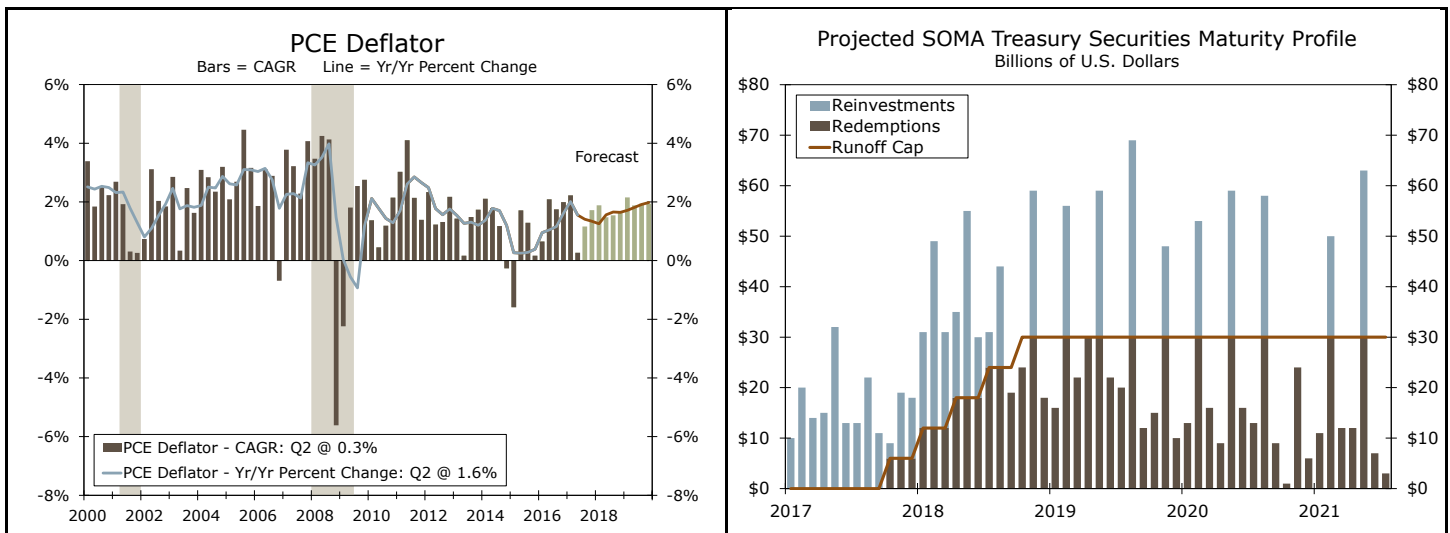 PCE Deflator
Bars = CAGR Line = Yr/Yr Percent Change
6%
4%
2%
0%
-2%
-4%
-6%
-8%
6%
4%
2%
0%
-2%
-4%
-6%
-8%
Forecast
PCE Deflator - CAGR: Q2 @ 0.3%
PCE Deflator - Yr/Yr Percent Change: Q2 @ 1.6%
2000 2002 2004 2006 2008 2010 2012 2014 2016 2018
Projected SOMA Treasury Securities Maturity Profile
Billions of U.S. Dollars
$80
$70
$60
$50
$40
$30
$20
$10
$0
$80
$70
$60
$50
$40
$30
$20
$10
$0
Reinvestments
Redemptions
Runoff Cap
2017 2018 2019 2020 2021